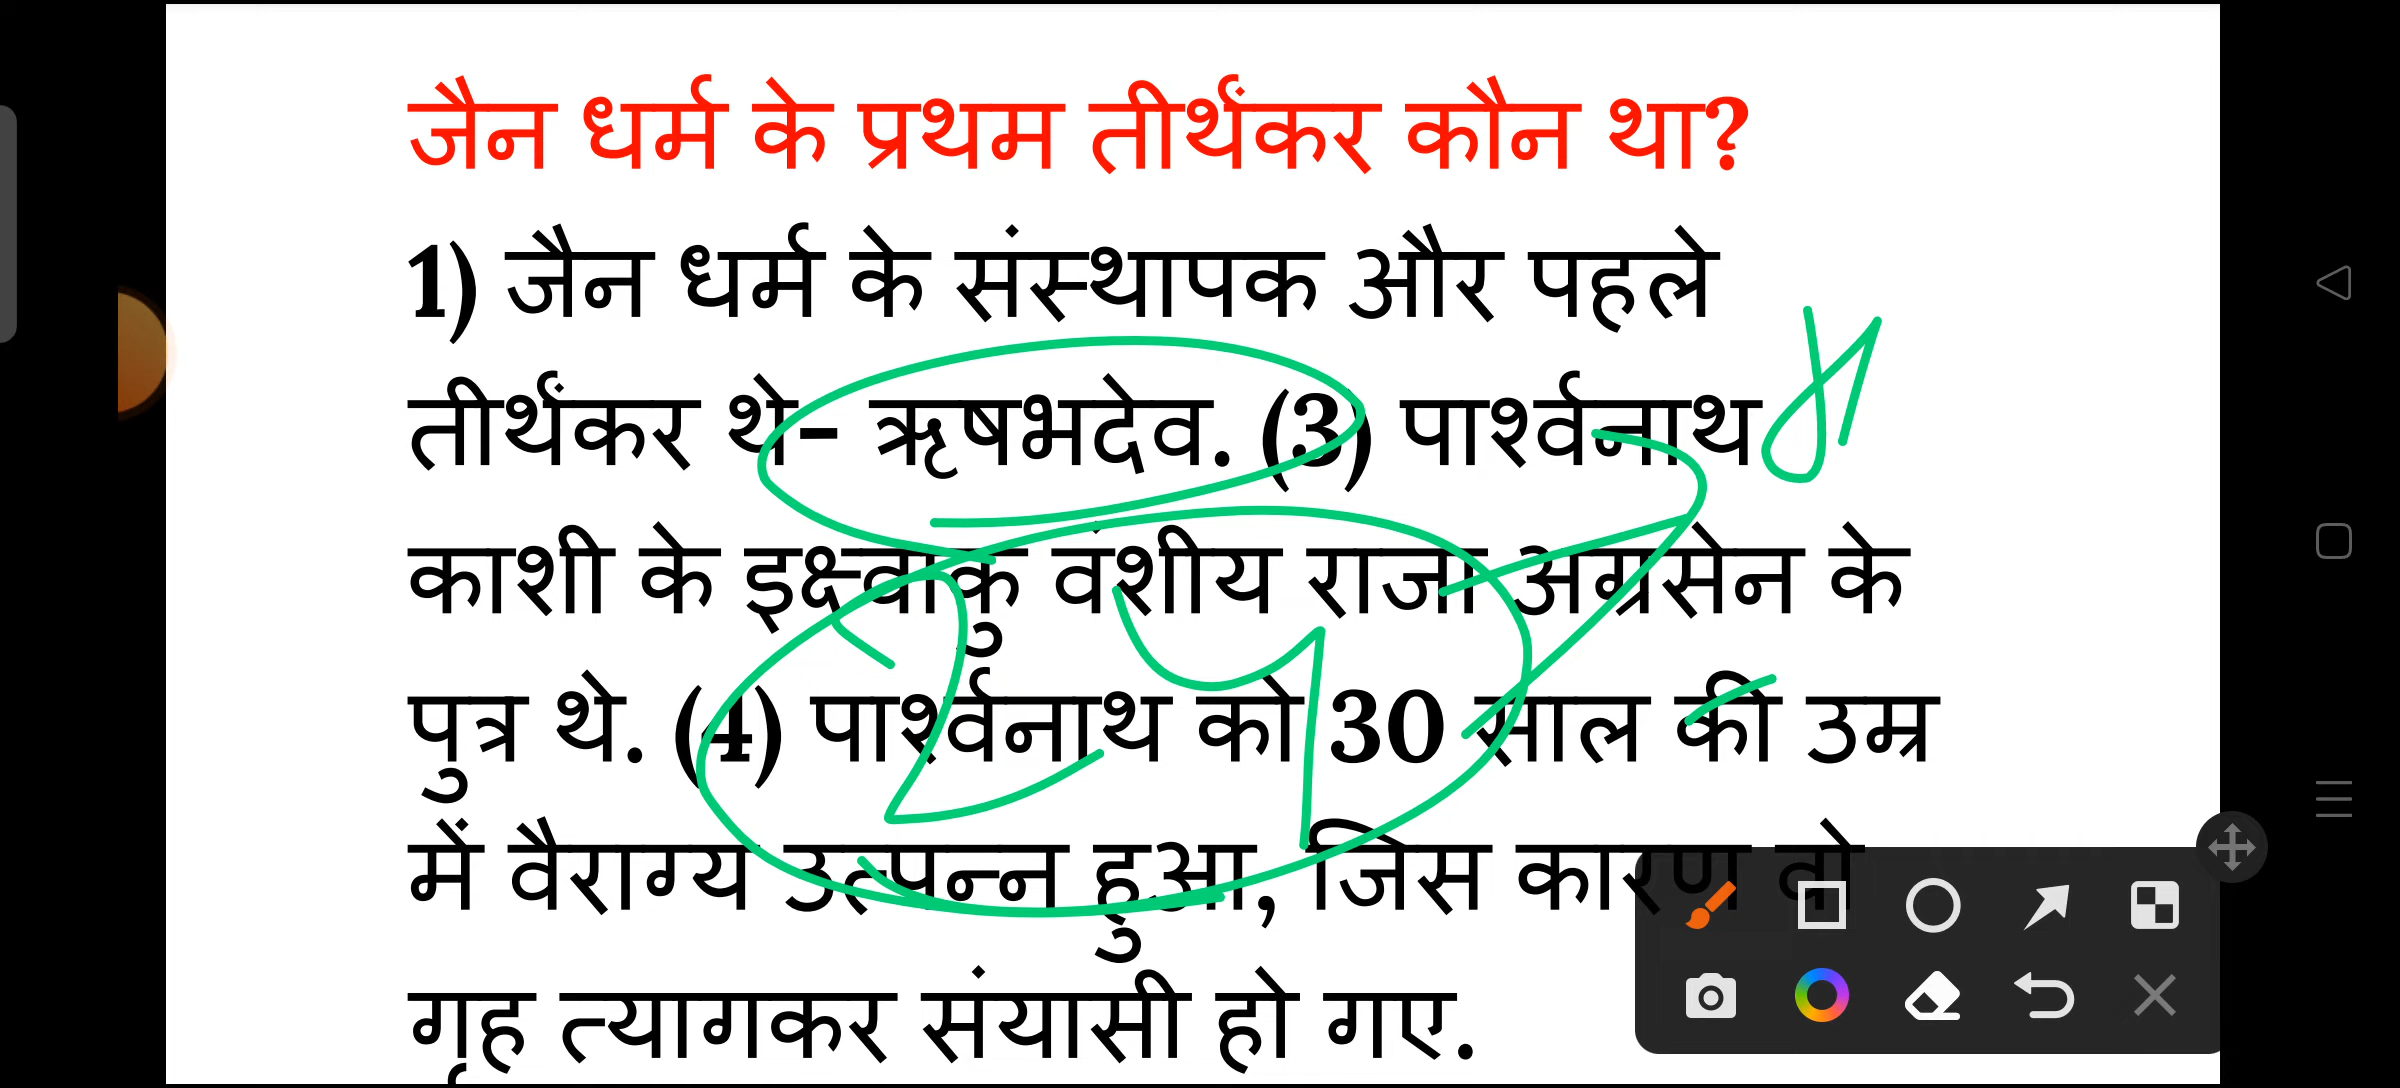 जैन धर्म के प्रथम तीर्थंकर कौन था?
1) जैन धर्म के संस्थापक और पहले
तीर्थंकर थे- ऋषभदेव. (3) पार्श्वनाथ
काशी के इक्ष्वाकु वंशीय राजा अग्रसेन के
पुत्र थे. (4) पार्श्वनाथ को 30 साल की उम्र
में वैराग्य उत्पन्न हुआ, जिस कारण वो
गृह त्यागकर संयासी हो गए.
24